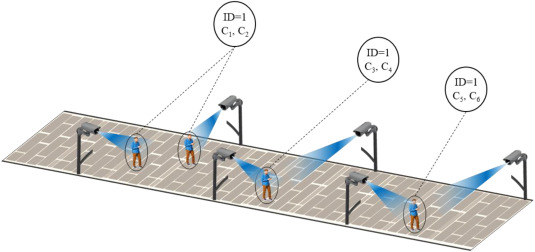 ID=1
C₁, C₂
ID=1
C₃, C₄
ID=1
C₅, C₆